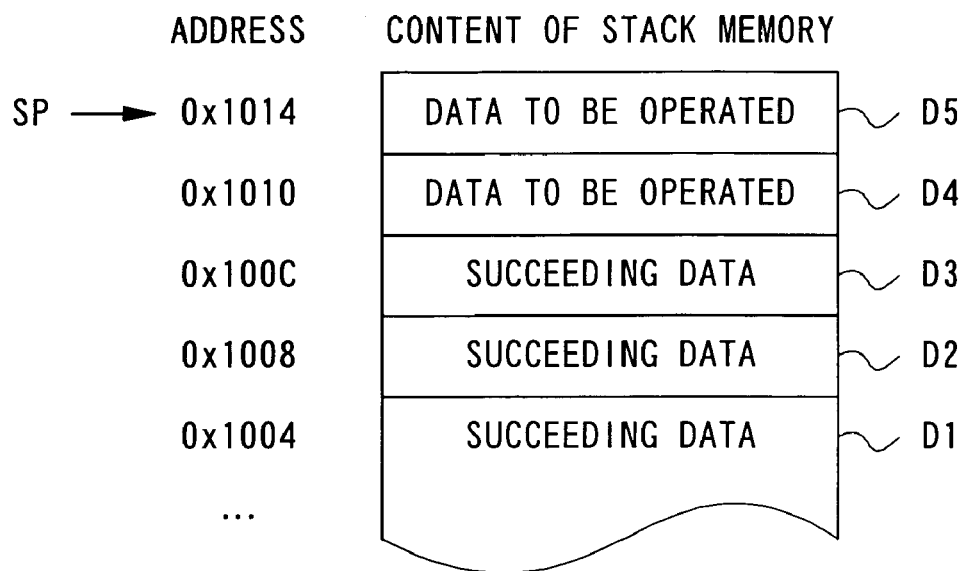 ADDRESS CONTENT OF STACK MEMORY
SP 0x1014 DATA TO BE OPERATED D5
0x1010 DATA TO BE OPERATED D4
0x100C SUCCEEDING DATA D3
0x1008 SUCCEEDING DATA D2
0x1004 SUCCEEDING DATA D1
...